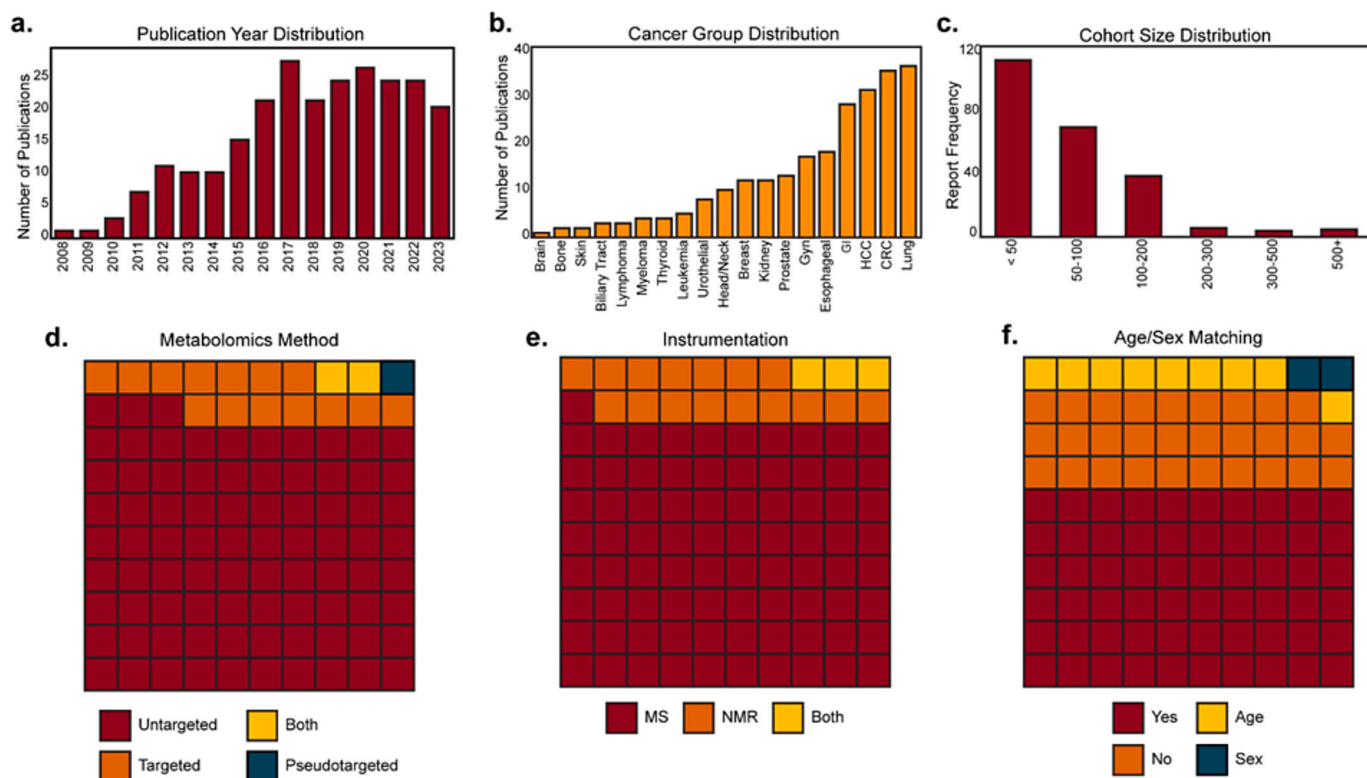 a.
Publication Year Distribution
Number of Publications
25
20
15
10
5
0
2008
2009
2010
2011
2012
2013
2014
2015
2016
2017
2018
2019
2020
2021
2022
2023
b.
Cancer Group Distribution
Number of Publications
40
30
20
10
0
Brain
Bone
Skin
Biliary Tract
Lymphoma
Myeloma
Thyroid
Leukemia
Urothelial
Head/Neck
Breast
Kidney
Prostate
Gyn
Esophageal
GI
HCC
CRC
Lung
c.
Cohort Size Distribution
Report Frequency
120
80
40
0
< 50
50-100
100-200
200-300
300-500
500+
d.
Metabolomics Method
Untargeted
Both
Targeted
Pseudotargeted
e.
Instrumentation
MS
NMR
Both
f.
Age/Sex Matching
Yes
Age
No
Sex